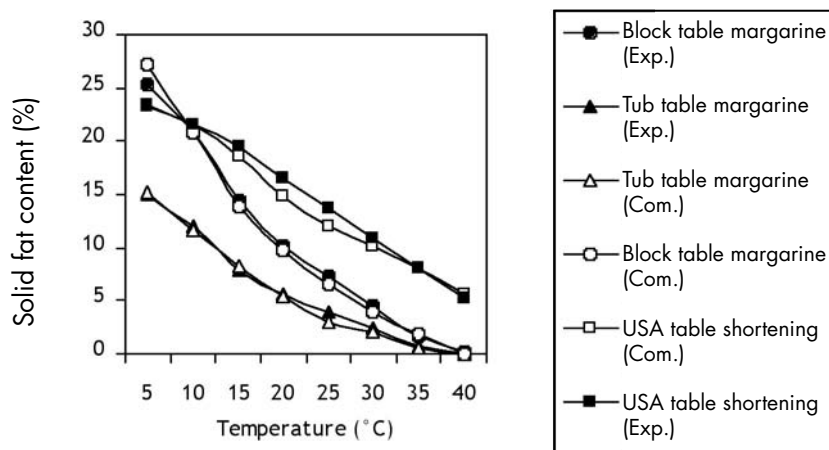 Solid fat content (%)
30
25
20
15
10
5
0
5 10 15 20 25 30 35 40
Temperature (°C)
Block table margarine
(Exp.)
Tub table margarine
(Exp.)
Tub table margarine
(Com.)
Block table margarine
(Com.)
USA table shortening
(Com.)
USA table shortening
(Exp.)